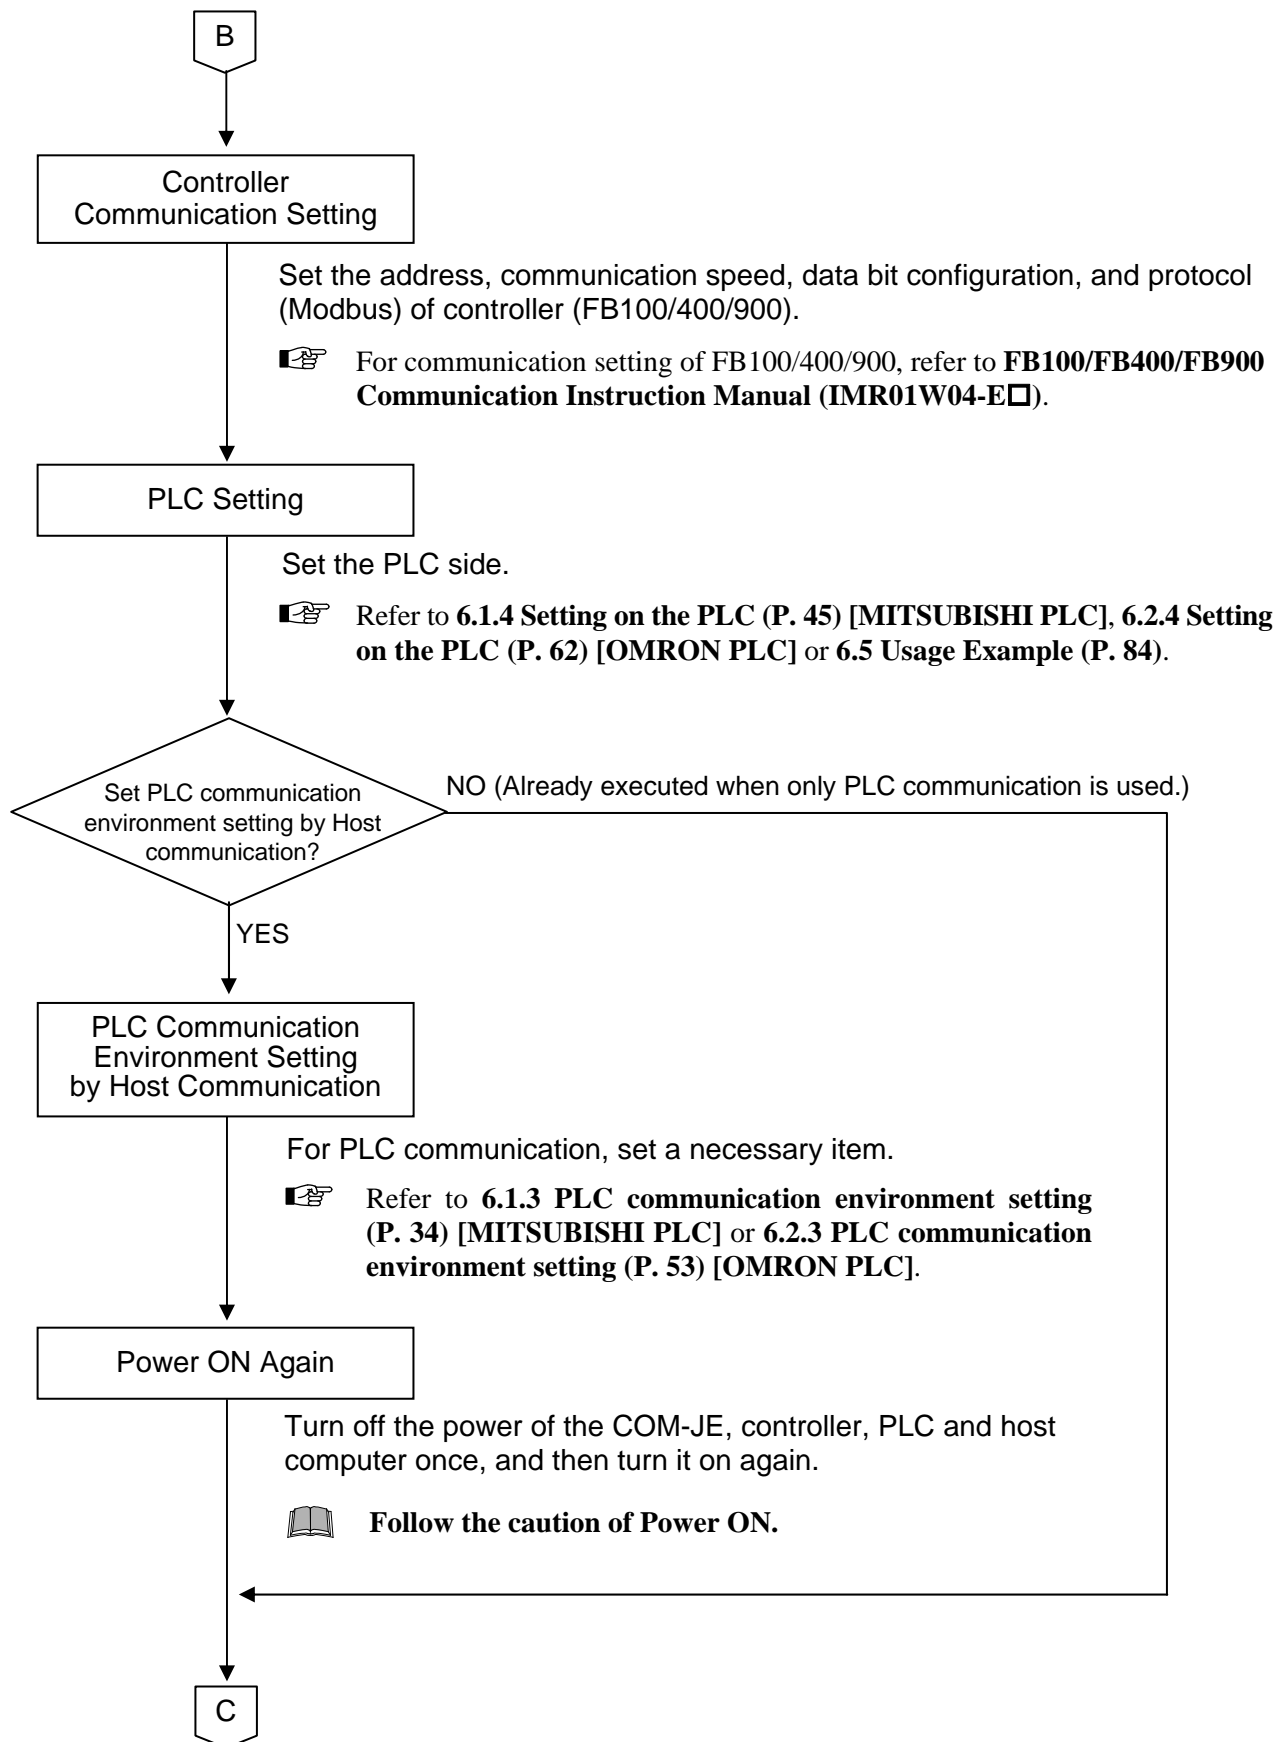 B
Controller
Communication Setting
Set the address, communication speed, data bit configuration, and protocol
(Modbus) of controller (FB100/400/900).
For communication setting of FB100/400/900, refer to FB100/FB400/FB900
Communication Instruction Manual (IMR01W04-E□).
PLC Setting
Set the PLC side.
Refer to 6.1.4 Setting on the PLC (P. 45) [MITSUBISHI PLC], 6.2.4 Setting
on the PLC (P. 62) [OMRON PLC] or 6.5 Usage Example (P. 84).
NO (Already executed when only PLC communication is used.)
Set PLC communication
environment setting by Host
communication?
YES
PLC Communication
Environment Setting
by Host Communication
For PLC communication, set a necessary item.
Refer to 6.1.3 PLC communication environment setting
(P. 34) [MITSUBISHI PLC] or 6.2.3 PLC communication
environment setting (P. 53) [OMRON PLC].
Power ON Again
Turn off the power of the COM-JE, controller, PLC and host
computer once, and then turn it on again.
Follow the caution of Power ON.
C